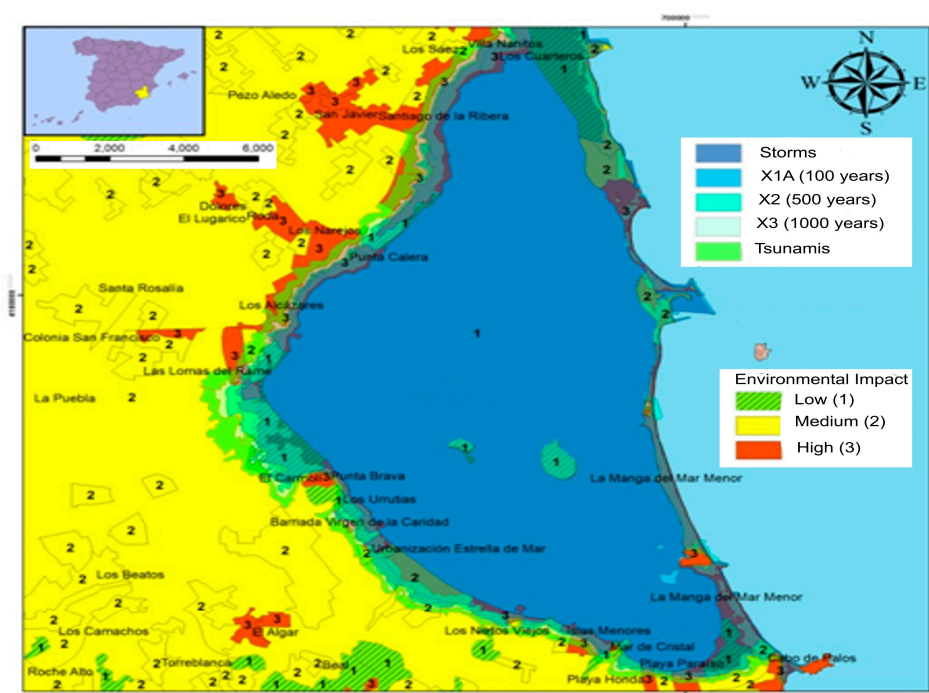 700000
N
W E
S
Los Sáez
Villa Nanitos
Los Cuarteros
Pozo Aledo
San Javier
Santiago de la Ribera
0 2,000 4,000 6,000
Storms
X1A (100 years)
X2 (500 years)
X3 (1000 years)
Tsunamis
Dolores
El Lugarico
Roda
Los Narejos
Punta Calera
Santa Rosalía
4180000
Los Alcázares
Colonia San Francisco
Las Lomas del Rame
La Puebla
Environmental Impact
Low (1)
Medium (2)
High (3)
El Carmolí
Punta Brava
La Manga del Mar Menor
Los Urrutias
Barriada Virgen de la Caridad
Urbanización Estrella de Mar
Los Beatos
La Manga del Mar Menor
Los Camachos
El Algar
Los Nietos Viejos
Islas Menores
Mar de Cristal
Roche Alto
Torreblanca
Beal
Playa Paraíso
Cabo de Palos
Playa Honda